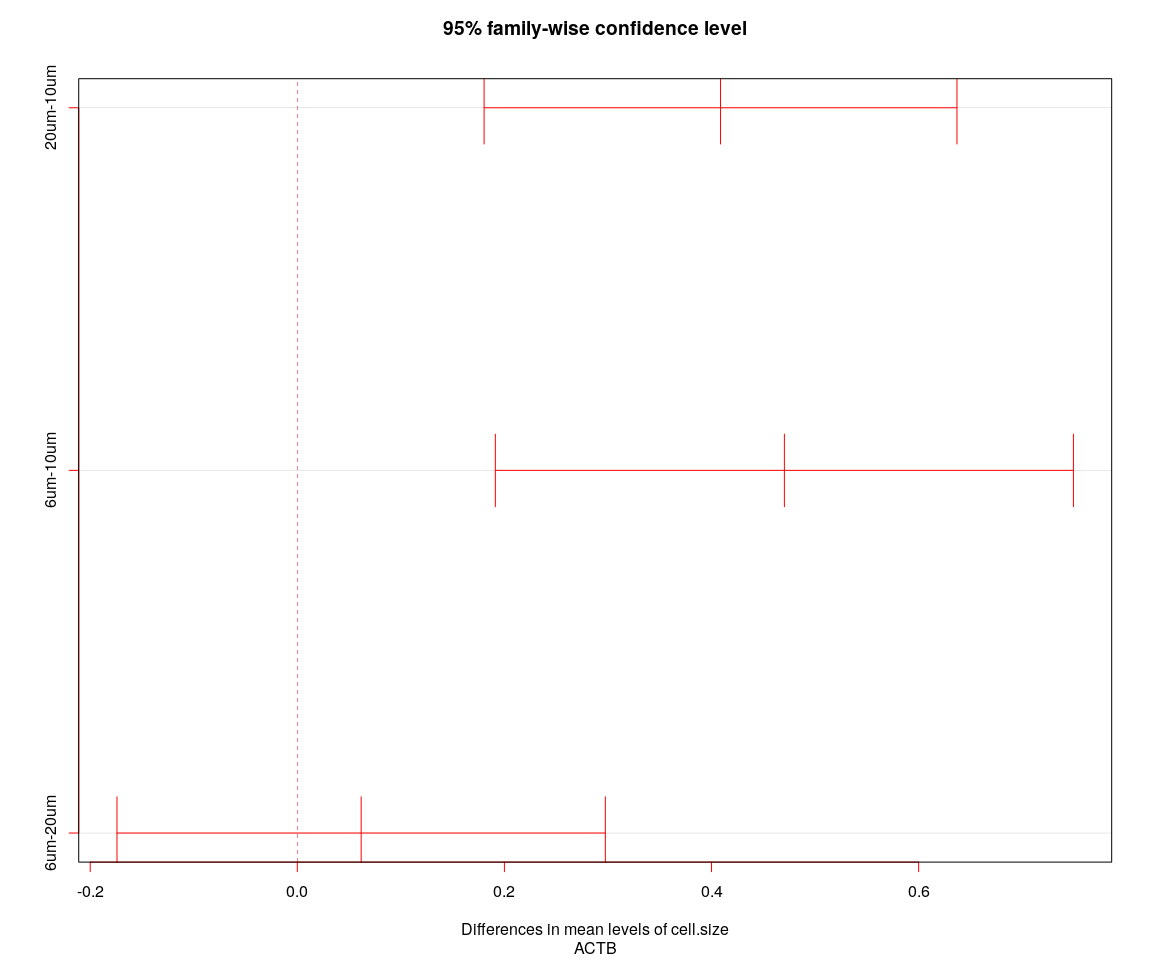 95% family-wise confidence level
20um-10um
6um-10um
6um-20um
-0.2 0.0 0.2 0.4 0.6
Differences in mean levels of cell.size
ACTB